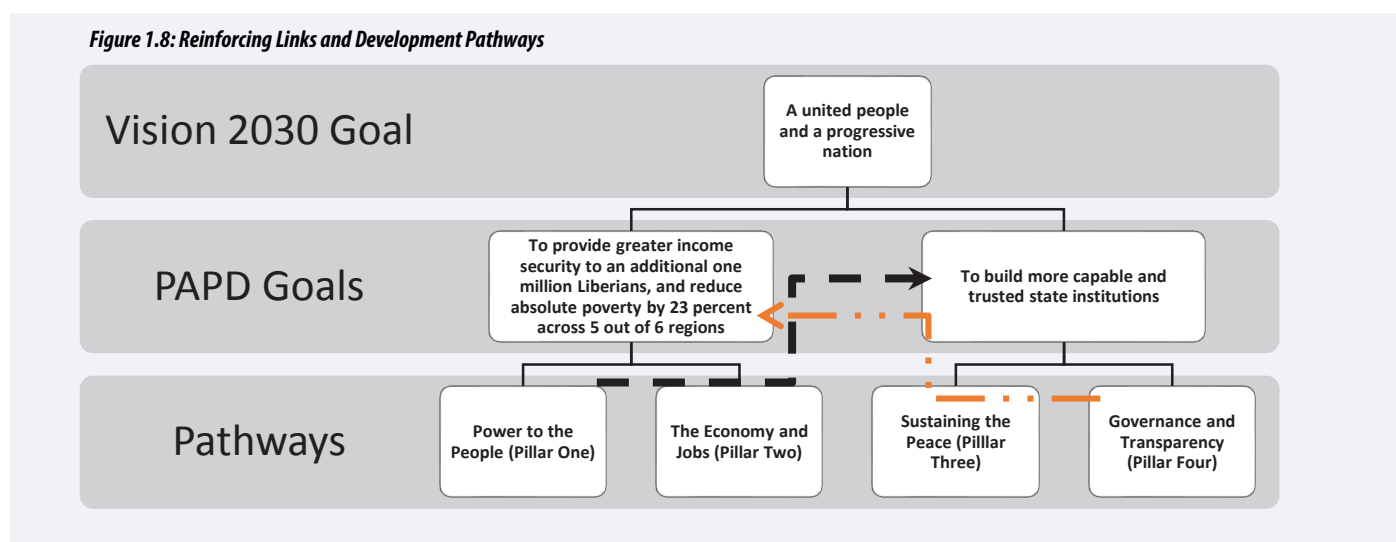 Figure 1.8: Reinforcing Links and Development Pathways
Vision 2030 Goal
A united people
and a progressive
nation
PAPD Goals
To provide greater income
security to an additional one
million Liberians, and reduce
absolute poverty by 23 percent
across 5 out of 6 regions
To build more capable and
trusted state institutions
Pathways
Power to the
People (Pillar One)
The Economy and
Jobs (Pillar Two)
Sustaining the
Peace (Pilllar
Three)
Governance and
Transparency
(Pillar Four)